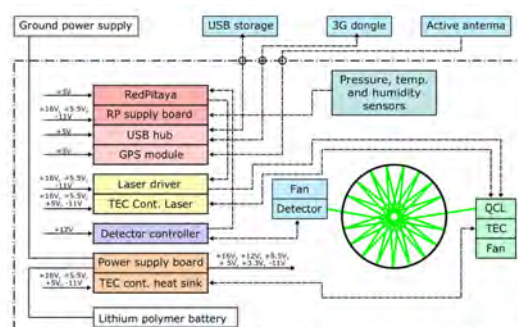 Ground power supply
USB storage
3G dongle
Active antenna
+5V
RedPitaya
+16V, +5.5V,
-11V
RP supply board
+5V
USB hub
+3V
GPS module
Pressure, temp.
and humidity
sensors
+16V, +5.5V,
-11V
Laser driver
+16V, +5.5V,
+5V, -11V
TEC Cont. Laser
Fan
Detector
QCL
TEC
Fan
+12V
Detector controller
Power supply board
+16V, +12V, +5.5V,
+ 5V, +3.3V, -11V
+16V, +5.5V,
+5V, -11V
TEC cont. heat sink
Lithium polymer battery